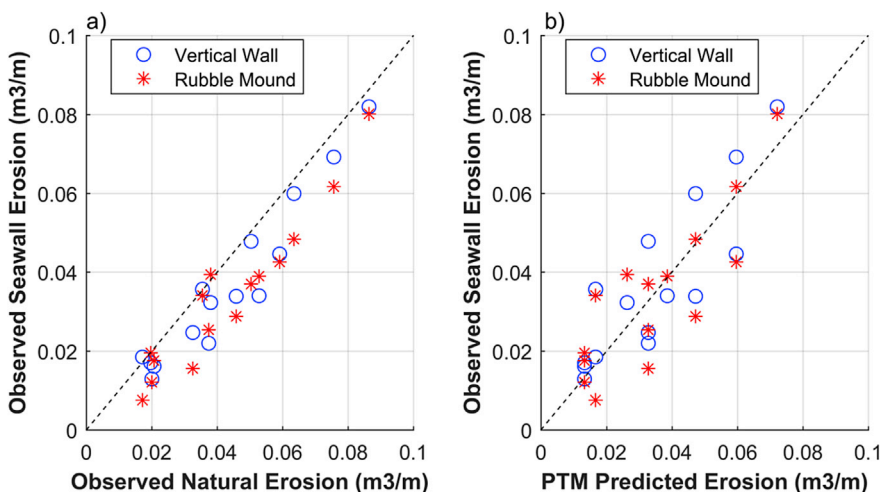 a)
0.1
Vertical Wall
Rubble Mound
0.08
0.06
0.04
0.02
0
0
0.02
0.04
0.06
0.08
0.1
Observed Seawall Erosion (m3/m)
Observed Natural Erosion (m3/m)
b)
0.1
Vertical Wall
Rubble Mound
0.08
0.06
0.04
0.02
0
0
0.02
0.04
0.06
0.08
0.1
Observed Seawall Erosion (m3/m)
PTM Predicted Erosion (m3/m)